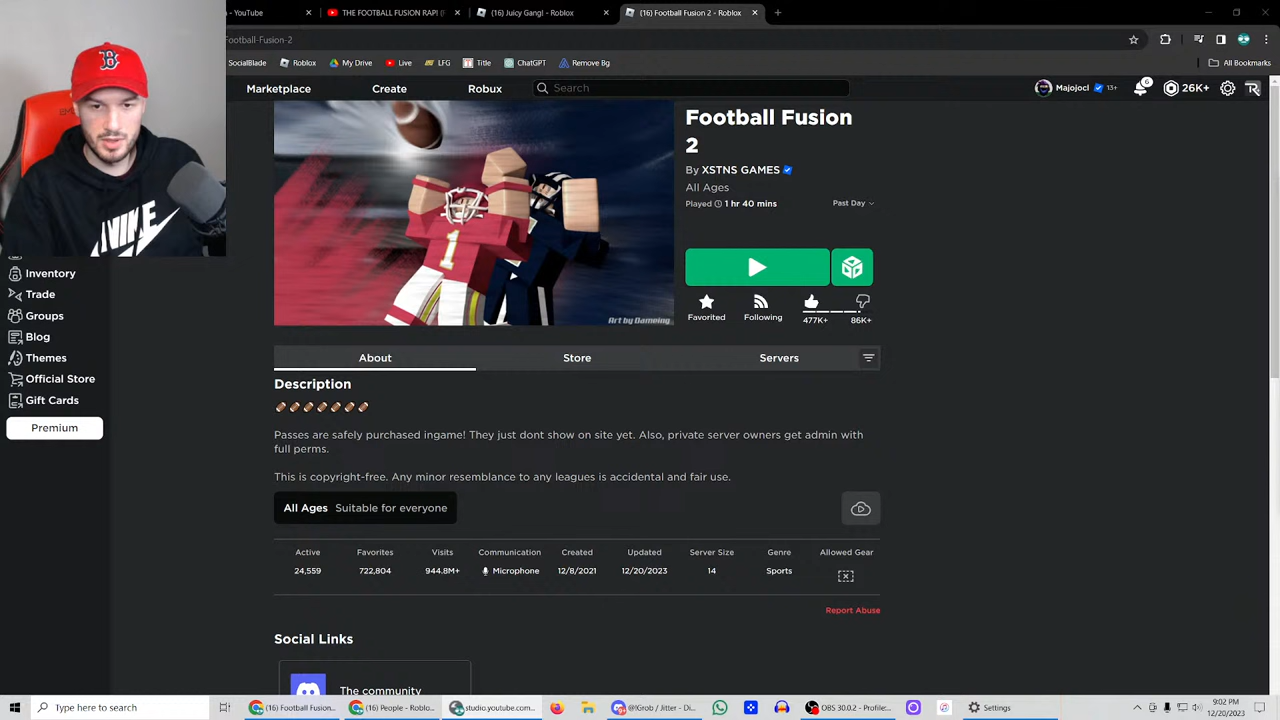 - YouTube
THE FOOTBALL FUSION RAP! (
(16) Juicy Gang! - Roblox
(16) Football Fusion 2 - Roblox
Football-Fusion-2
SocialBlade
Roblox
My Drive
Live
LFG
Title
ChatGPT
Remove Bg
All Bookmarks
Marketplace
Create
Robux
Search
Majojocl
13+
6
26K+
B
NIKE
Football Fusion
2
By XSTNS GAMES
All Ages
Played 1 hr 40 mins
Past Day
1
Art by Dameing
Favorited
Following
477K+
86K+
Inventory
Trade
Groups
Blog
Themes
Official Store
Gift Cards
Premium
About
Store
Servers
Description
🏈🏈🏈🏈🏈🏈🏈
Passes are safely purchased ingame! They just dont show on site yet. Also, private server owners get admin with
full perms.
This is copyright-free. Any minor resemblance to any leagues is accidental and fair use.
All Ages Suitable for everyone
Active Favorites Visits Communication Created Updated Server Size Genre Allowed Gear
24,559 722,804 944.8M+ Microphone 12/8/2021 12/20/2023 14 Sports
Report Abuse
Social Links
The community
Type here to search
(16) Football Fusion...
(16) People - Roblo...
studio.youtube.com...
@!Grob / Jitter - Di...
OBS 30.0.2 - Profile:...
Settings
9:02 PM
12/20/2023